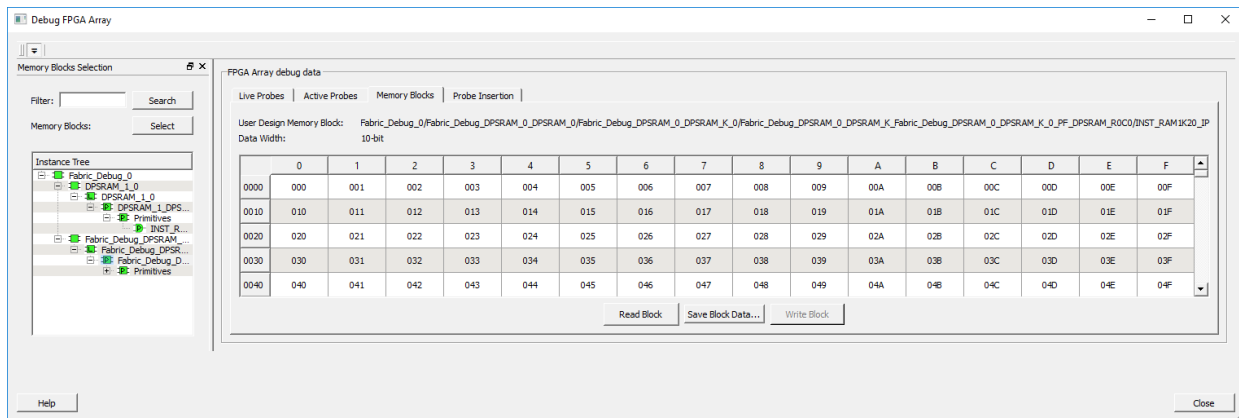 Debug FPGA Array
Memory Blocks Selection
Filter: Search
Memory Blocks: Select
Instance Tree
Fabric_Debug_0
DPSRAM_1_0
DPSRAM_1_0
DPSRAM_1_DPS...
Primitives
INST_R...
Fabric_Debug_DPSRAM_...
Fabric_Debug_DPSR...
Fabric_Debug_D...
Primitives
FPGA Array debug data
Live Probes Active Probes Memory Blocks Probe Insertion
User Design Memory Block: Fabric_Debug_0/Fabric_Debug_DPSRAM_0_DPSRAM_0/Fabric_Debug_DPSRAM_0_DPSRAM_K_0/Fabric_Debug_DPSRAM_0_DPSRAM_K_Fabric_Debug_DPSRAM_0_DPSRAM_K_0_PF_DPSRAM_R0C0/INST_RAM1K20_IP
Data Width: 10-bit
0 1 2 3 4 5 6 7 8 9 A B C D E F
0000 000 001 002 003 004 005 006 007 008 009 00A 00B 00C 00D 00E 00F
0010 010 011 012 013 014 015 016 017 018 019 01A 01B 01C 01D 01E 01F
0020 020 021 022 023 024 025 026 027 028 029 02A 02B 02C 02D 02E 02F
0030 030 031 032 033 034 035 036 037 038 039 03A 03B 03C 03D 03E 03F
0040 040 041 042 043 044 045 046 047 048 049 04A 04B 04C 04D 04E 04F
Read Block Save Block Data... Write Block
Help Close